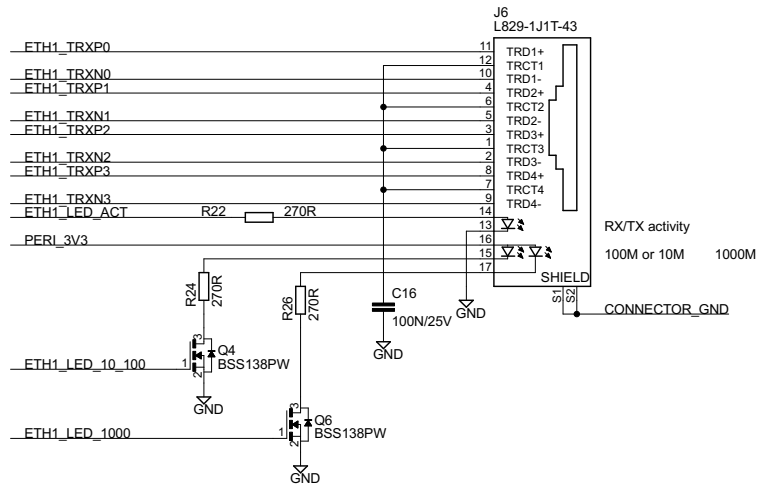 J6
L829-1J1T-43
ETH1_TRXP0 11 TRD1+
12 TRCT1
ETH1_TRXN0 10 TRD1-
ETH1_TRXP1 4 TRD2+
6 TRCT2
ETH1_TRXN1 5 TRD2-
ETH1_TRXP2 3 TRD3+
1 TRCT3
ETH1_TRXN2 2 TRD3-
ETH1_TRXP3 8 TRD4+
7 TRCT4
ETH1_TRXN3 9 TRD4-
ETH1_LED_ACT R22 270R 14
13 RX/TX activity
PERI_3V3 16
15 100M or 10M 1000M
17
SHIELD
S1 S2
CONNECTOR_GND
R24 270R
R26 270R
C16
100N/25V
GND
GND
3
Q4
BSS138PW
ETH1_LED_10_100 1
2
GND
3
Q6
BSS138PW
ETH1_LED_1000 1
2
GND